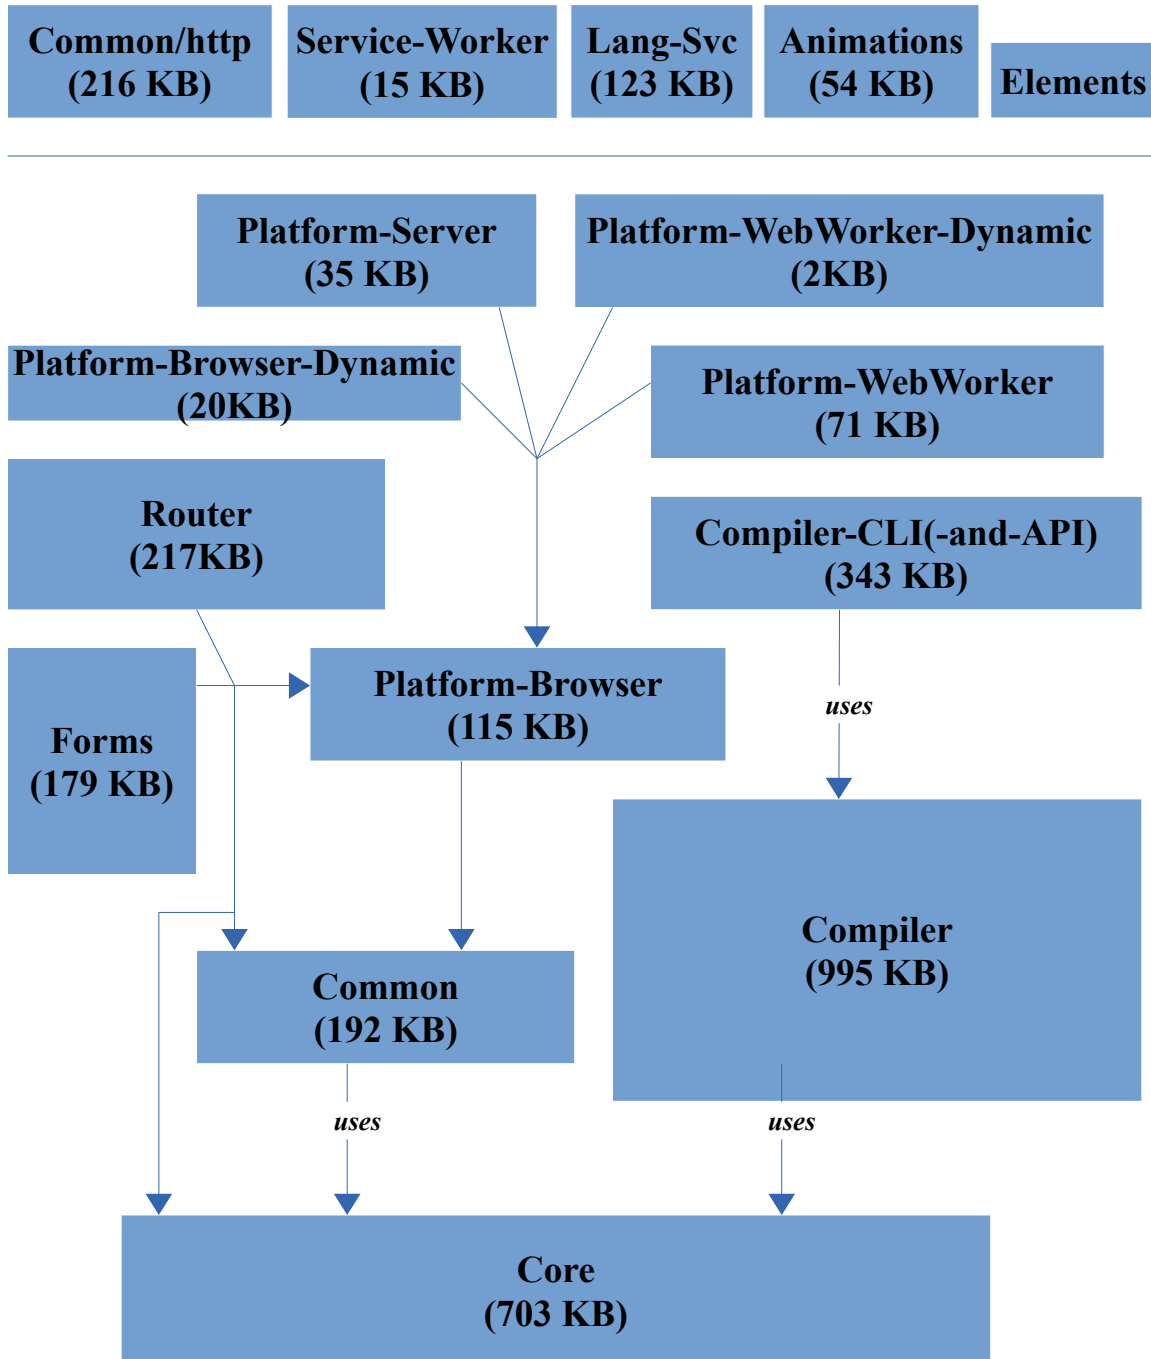 Common/http
(216 KB)
Service-Worker
(15 KB)
Lang-Svc
(123 KB)
Animations
(54 KB)
Elements
Platform-Server
(35 KB)
Platform-WebWorker-Dynamic
(2KB)
Platform-Browser-Dynamic
(20KB)
Platform-WebWorker
(71 KB)
Router
(217KB)
Compiler-CLI(-and-API)
(343 KB)
Forms
(179 KB)
Platform-Browser
(115 KB)
uses
Compiler
(995 KB)
Common
(192 KB)
uses
uses
Core
(703 KB)